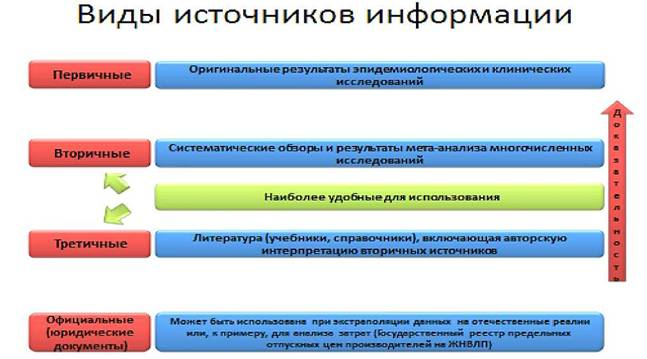 Виды источников информации
Первичные
Оригинальные результаты эпидемиологических и клинических
исследований
Вторичные
Систематические обзоры и результаты мета-анализа многочисленных
исследований
Наиболее удобные для использования
Третичные
Литература (учебники, справочники), включающая авторскую
интерпретацию вторичных источников
Официальные
(юридические
документы)
Может быть использована при экстраполяции данных на отечественные реалии
или, к примеру, для анализа затрат (Государственный реестр предельных
отпускных цен производителей на ЖНВЛП)
Доказательность